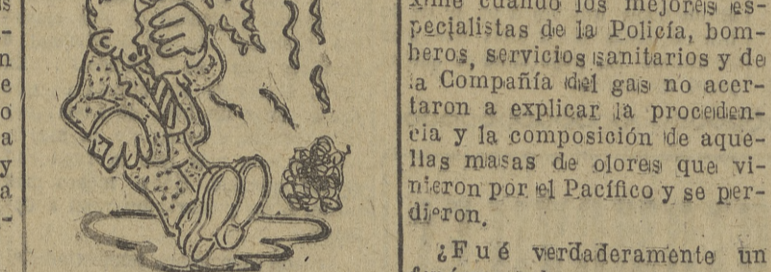 s
-
n
e
o
a
y
a
-
cuando los mejores es-
pecialistas de la Policía, bom-
beros, servicios sanitarios y de
la Compañía del gas no acer-
taron a explicar la proceden-
cia y la composición de aque-
llas masas de olores que vi-
nieron por el Pacífico y se per-
dieron.
¿Fué verdaderamente un